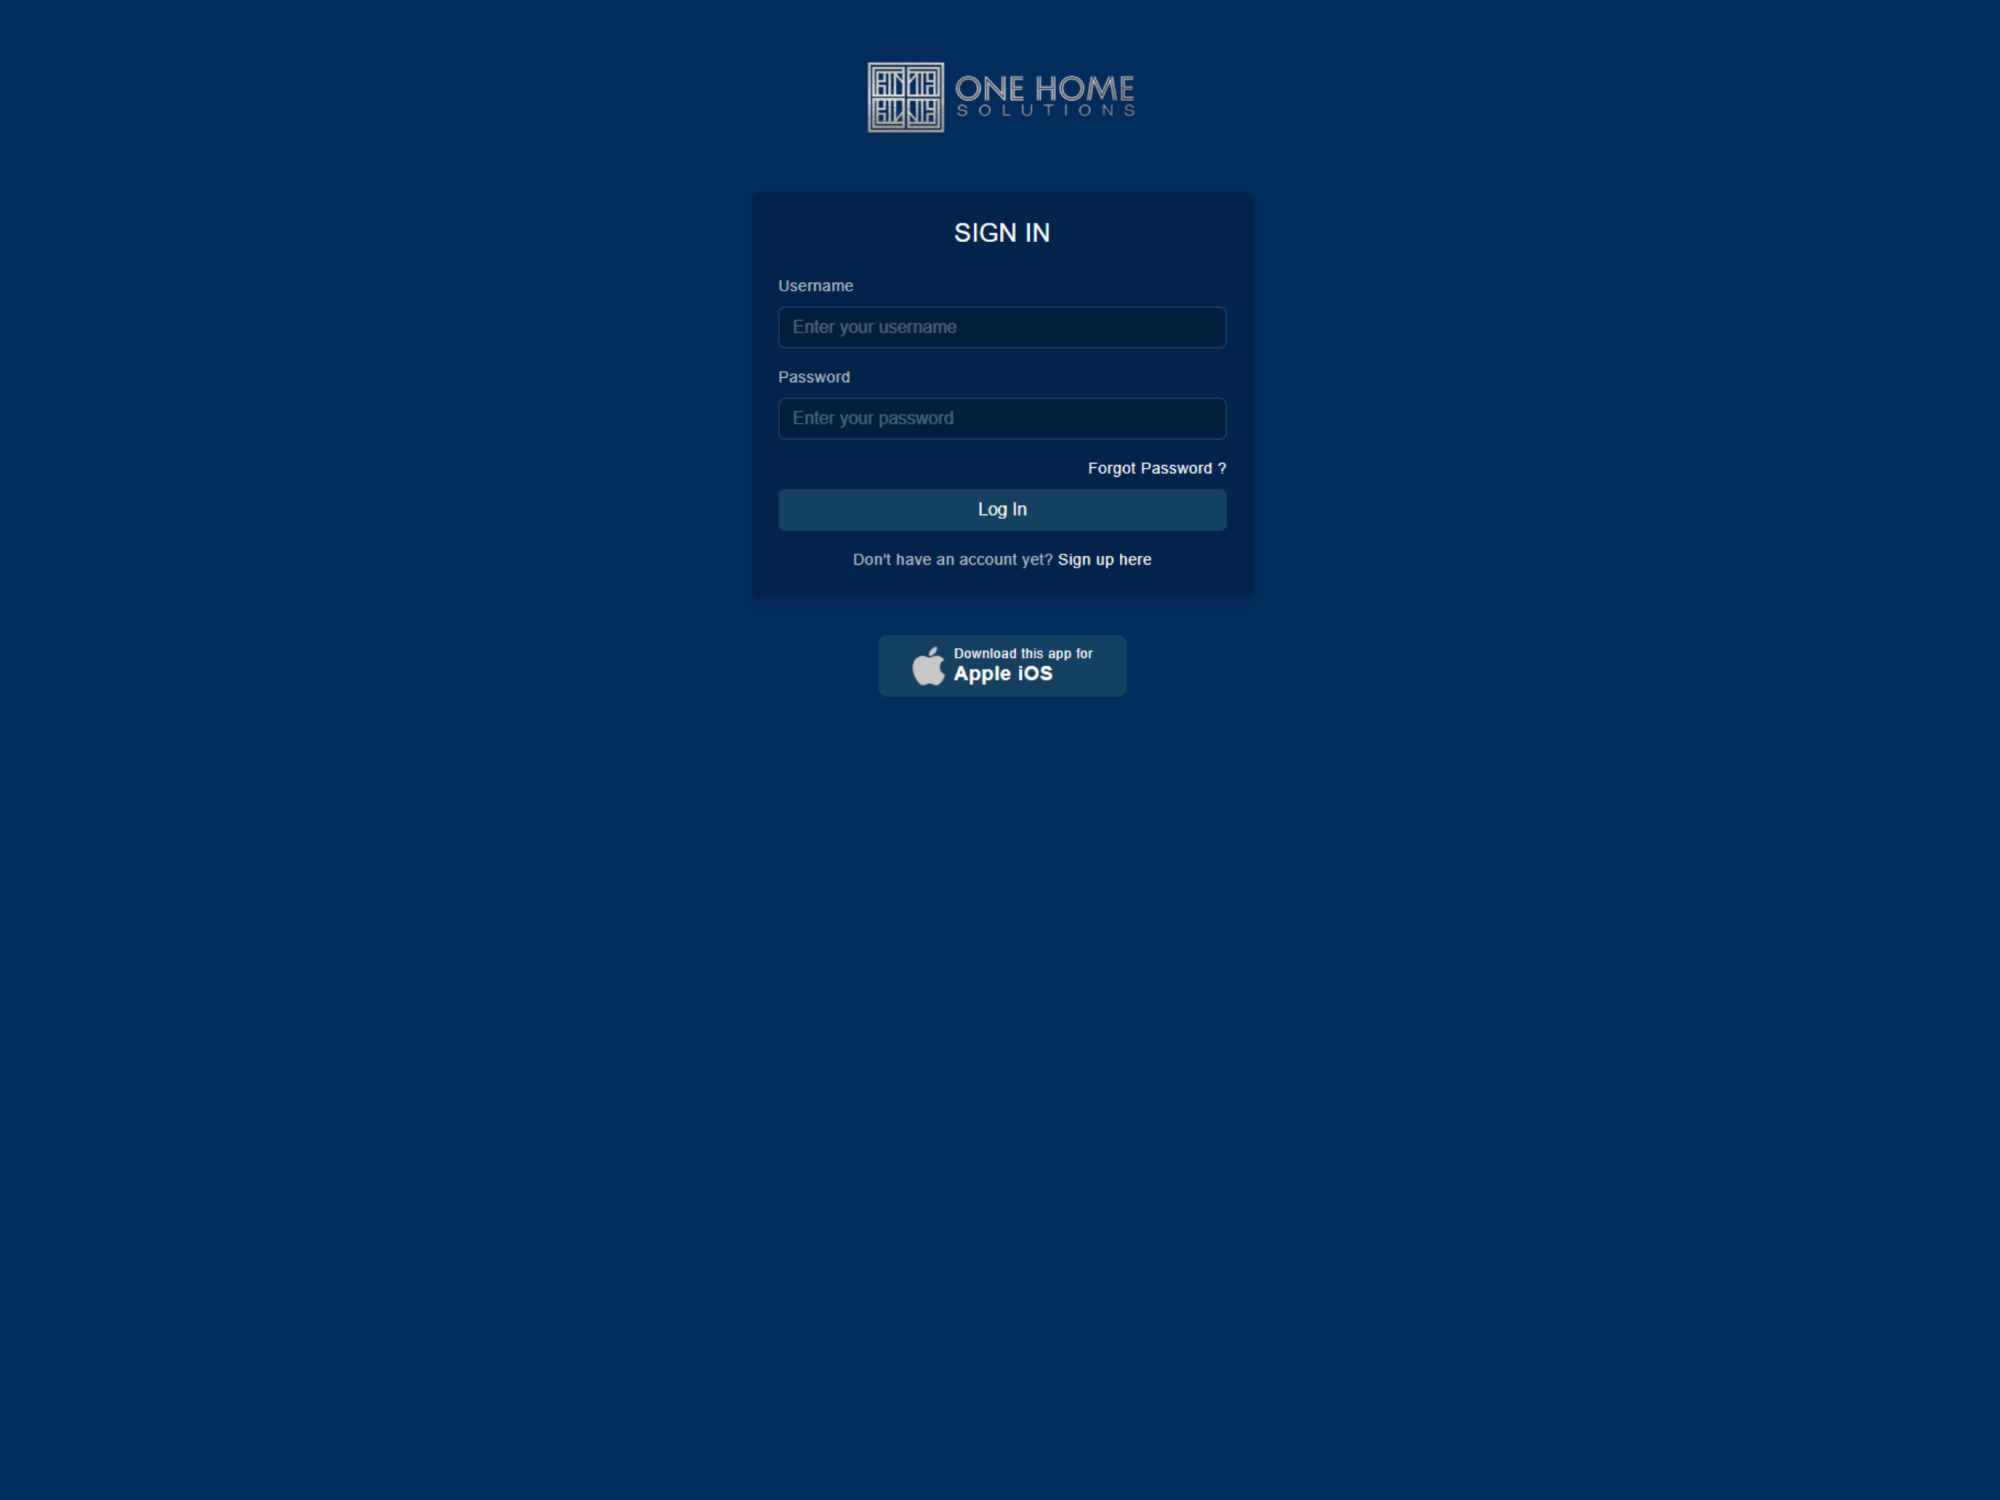 ONE HOME
SOLUTIONS
SIGN IN
Username
Enter your username
Password
Enter your password
Forgot Password ?
Log In
Don't have an account yet? Sign up here
Download this app for
Apple iOS